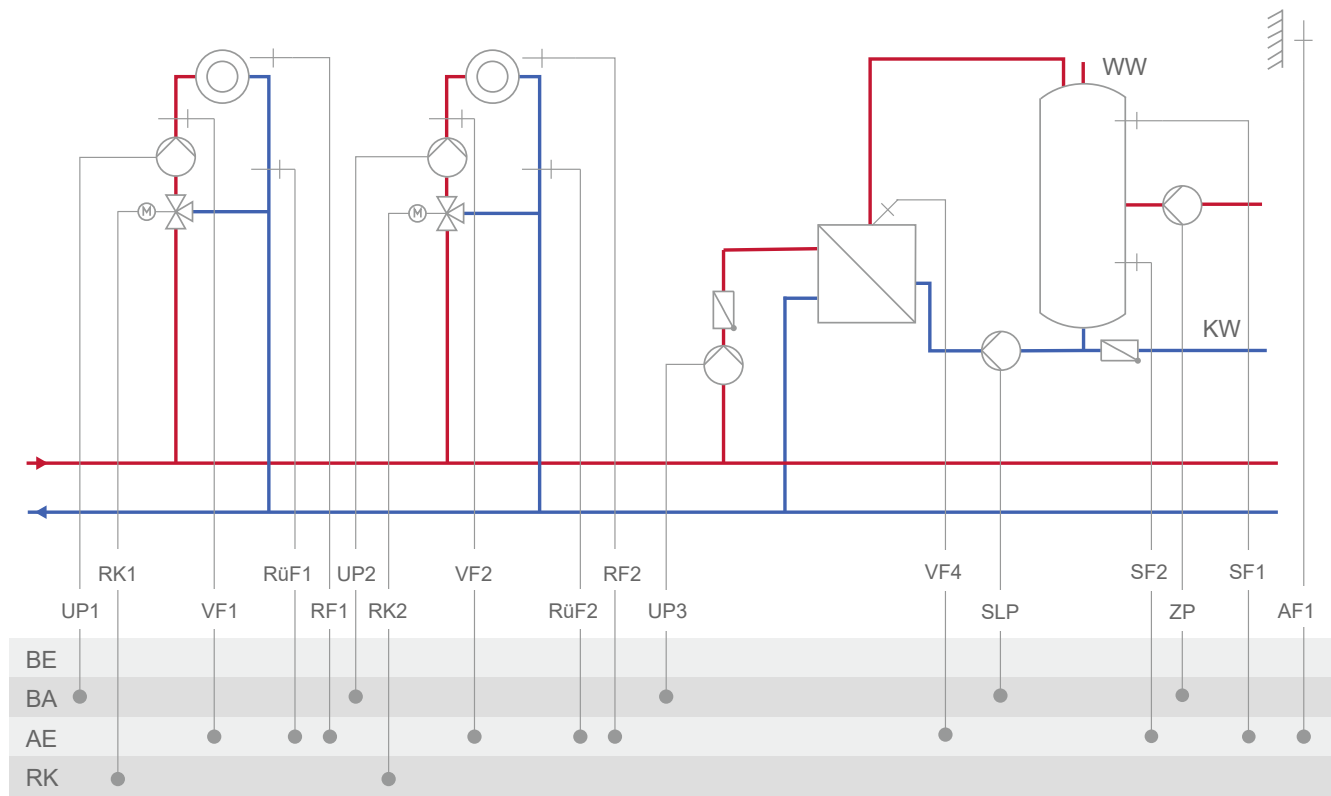 WW
M
M
KW
RK1 RüF1 UP2 VF2 RF2 VF4 SF2 SF1
UP1 VF1 RF1 RK2 RüF2 UP3 SLP ZP AF1
BE
BA
AE
RK